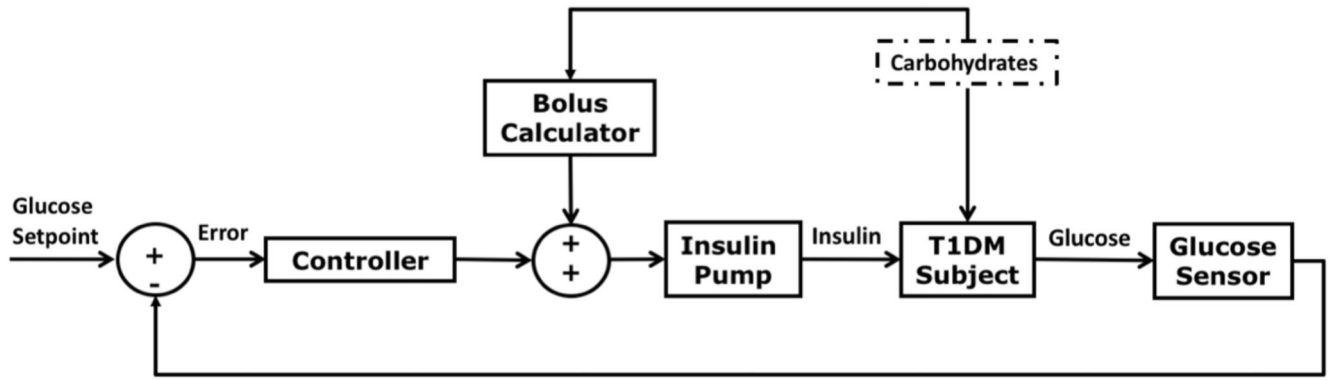 Carbohydrates
Bolus
Calculator
Glucose
Setpoint
+
-
Error
Controller
+
+
Insulin
Pump
Insulin
T1DM
Subject
Glucose
Glucose
Sensor